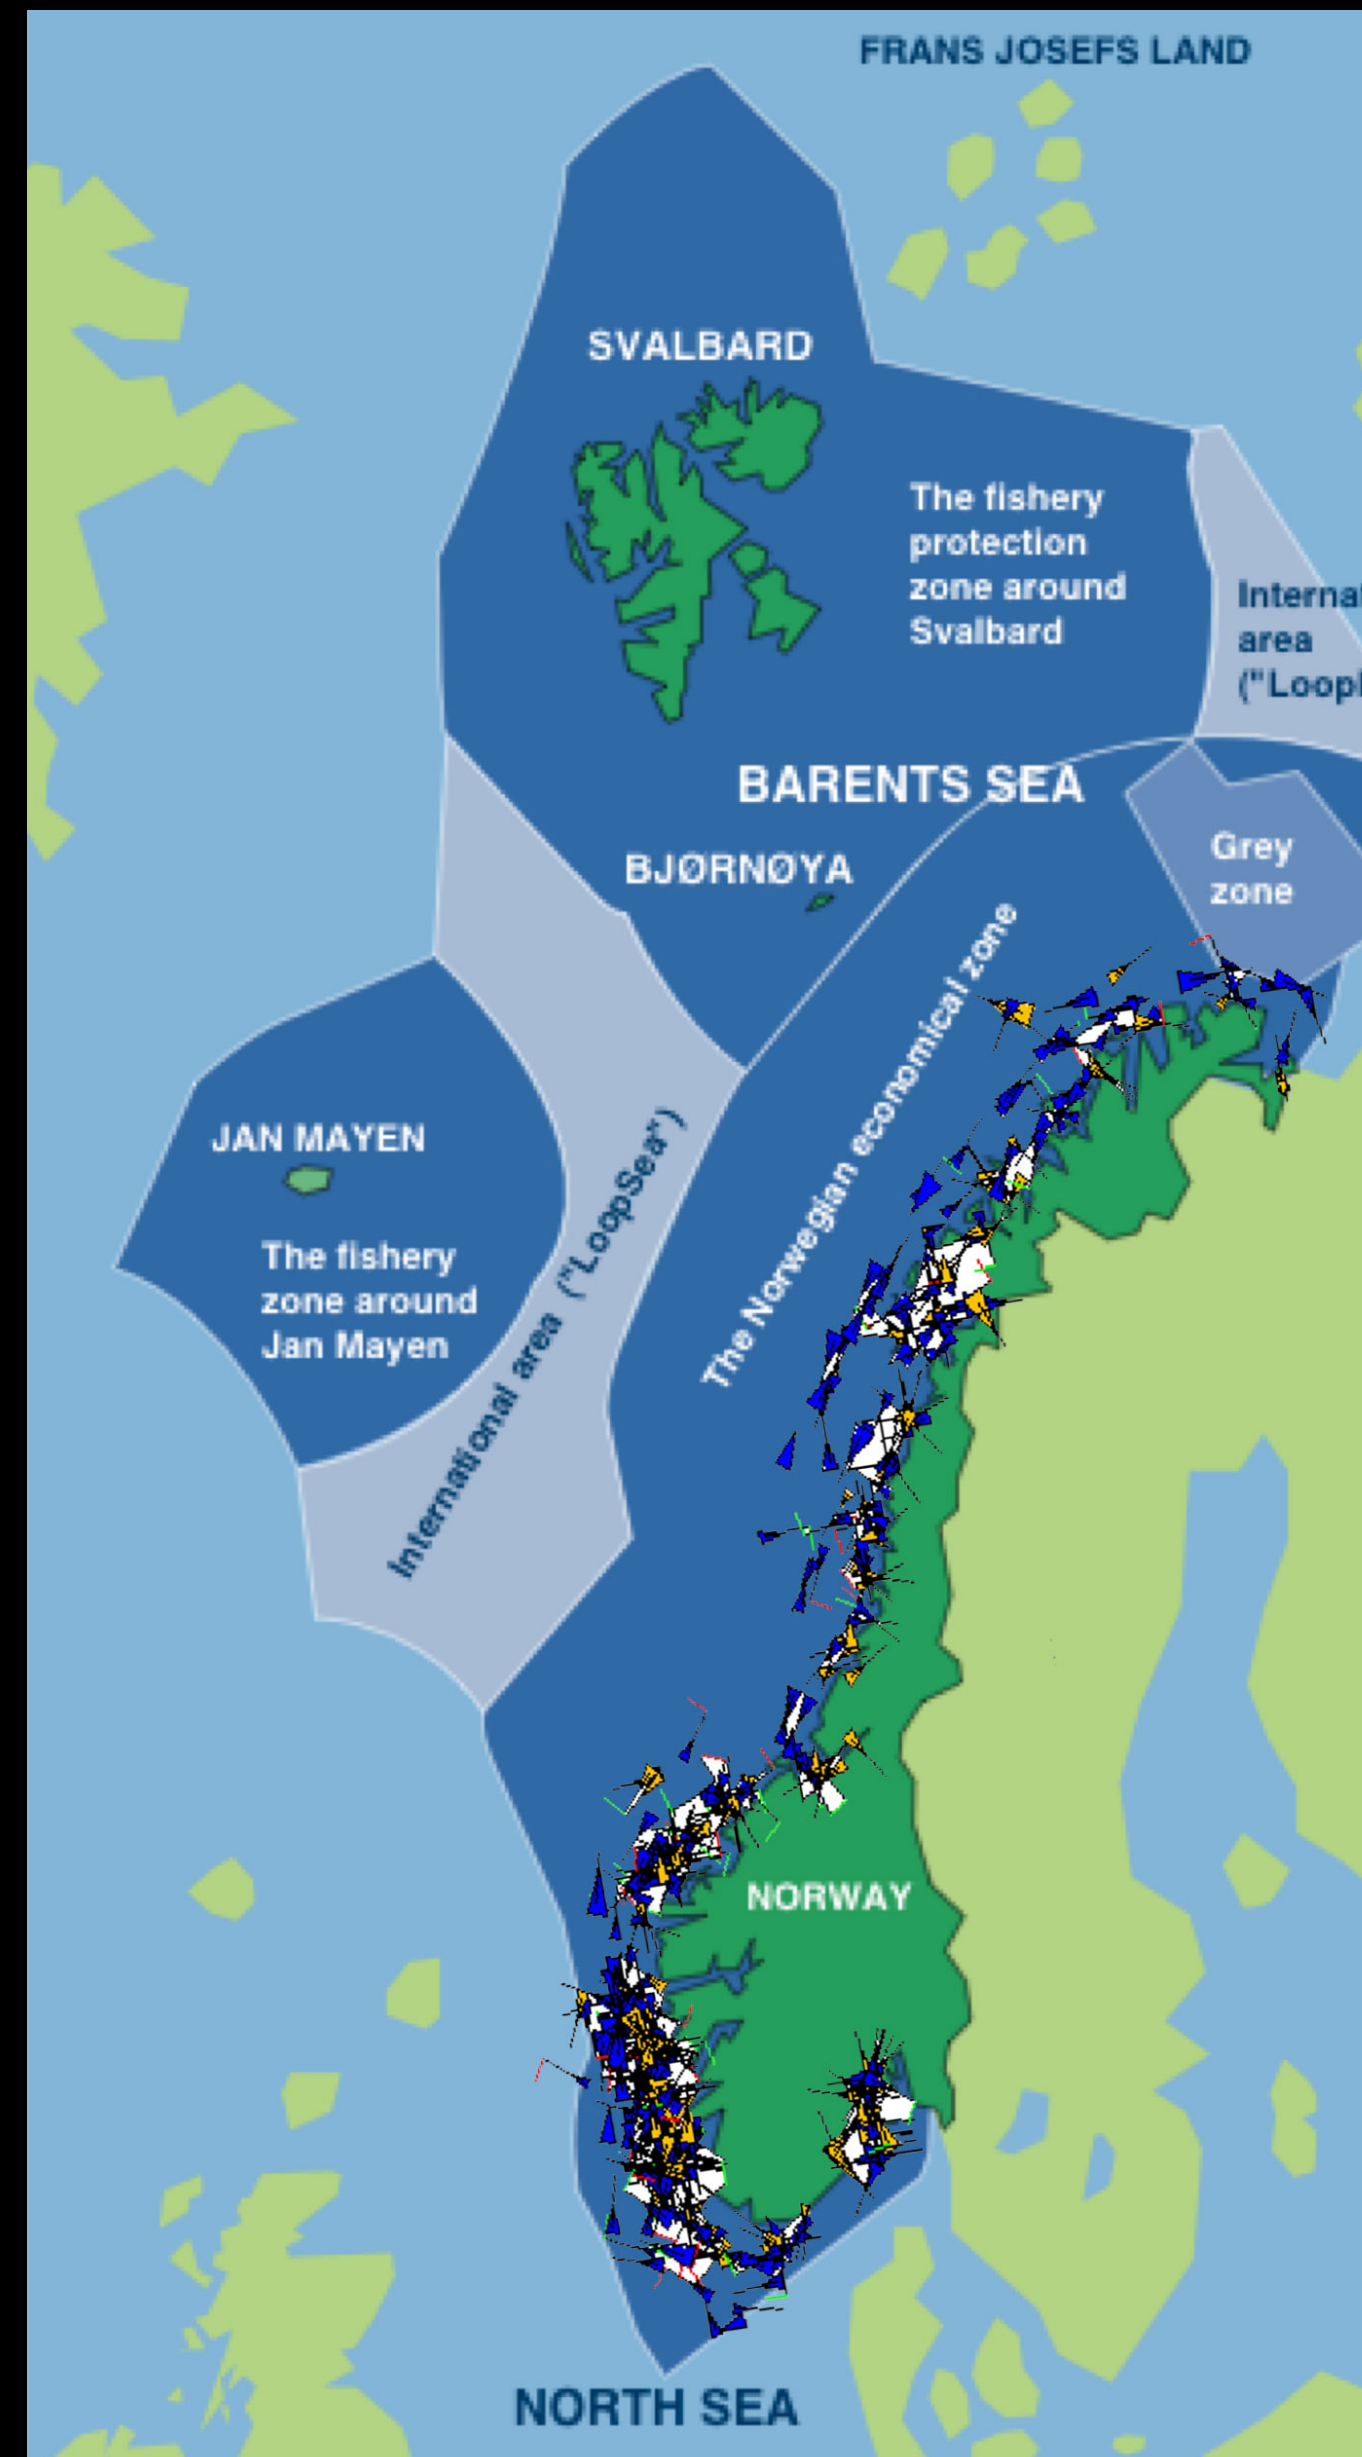 FRANS JOSEFS LAND
SVALBARD
The fishery
protection
zone around
Svalbard
area
BARENTS SEA
BJØRNØYA
Grey
zone
The Norwegian economical zone
JAN MAYEN
The fishery
zone around
Jan Mayen
International area ("LoopSea")
NORWAY
NORTH SEA